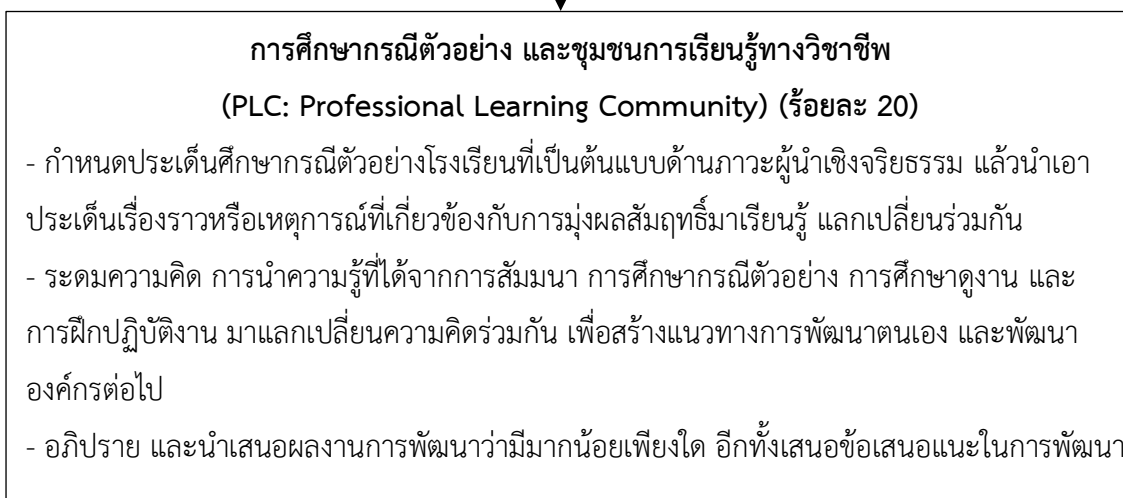 การศึกษากรณีตัวอย่าง และชุมชนการเรียนรู้ทางวิชาชีพ
(PLC: Professional Learning Community) (ร้อยละ 20)
- กำหนดประเด็นศึกษากรณีตัวอย่างโรงเรียนที่เป็นต้นแบบด้านภาวะผู้นำเชิงจริยธรรม แล้วนำเอา
ประเด็นเรื่องราวหรือเหตุการณ์ที่เกี่ยวข้องกับการมุ่งผลสัมฤทธิ์มาเรียนรู้ แลกเปลี่ยนร่วมกัน
- ระดมความคิด การนำความรู้ที่ได้จากการสัมมนา การศึกษากรณีตัวอย่าง การศึกษาดูงาน และ
การฝึกปฏิบัติงาน มาแลกเปลี่ยนความคิดร่วมกัน เพื่อสร้างแนวทางการพัฒนาตนเอง และพัฒนา
องค์กรต่อไป
- อภิปราย และนำเสนอผลงานการพัฒนาว่ามีมากน้อยเพียงใด อีกทั้งเสนอข้อเสนอแนะในการพัฒนา